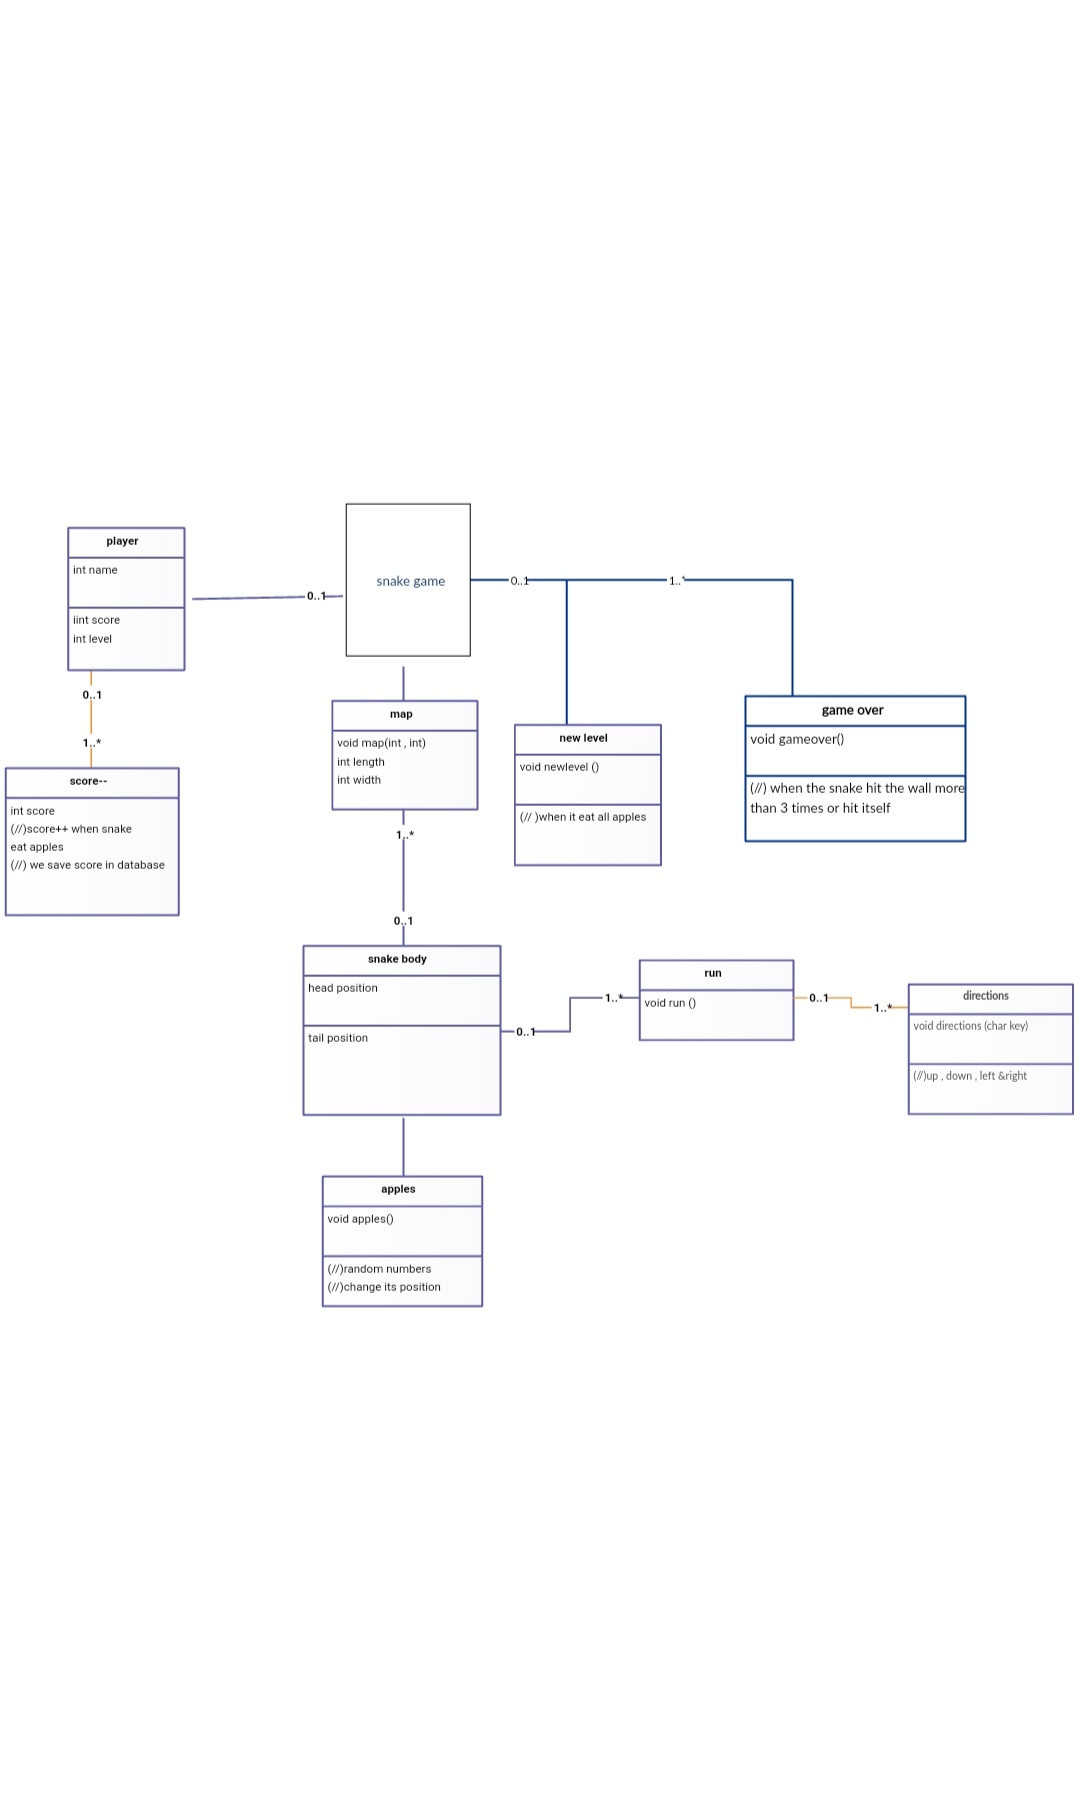 player
int name
iint score
int level
0..1
snake game
0..1
1..*
0..1
1..*
score--
int score
(//)score++ when snake
eat apples
(//) we save score in database
map
void map(int , int)
int length
int width
new level
void newlevel ()
(// )when it eat all apples
game over
void gameover()
(//) when the snake hit the wall more
than 3 times or hit itself
1..*
0..1
snake body
head position
tail position
0..1
1..*
run
void run ()
0..1
1..*
directions
void directions (char key)
(//)up , down , left &right
apples
void apples()
(//)random numbers
(//)change its position